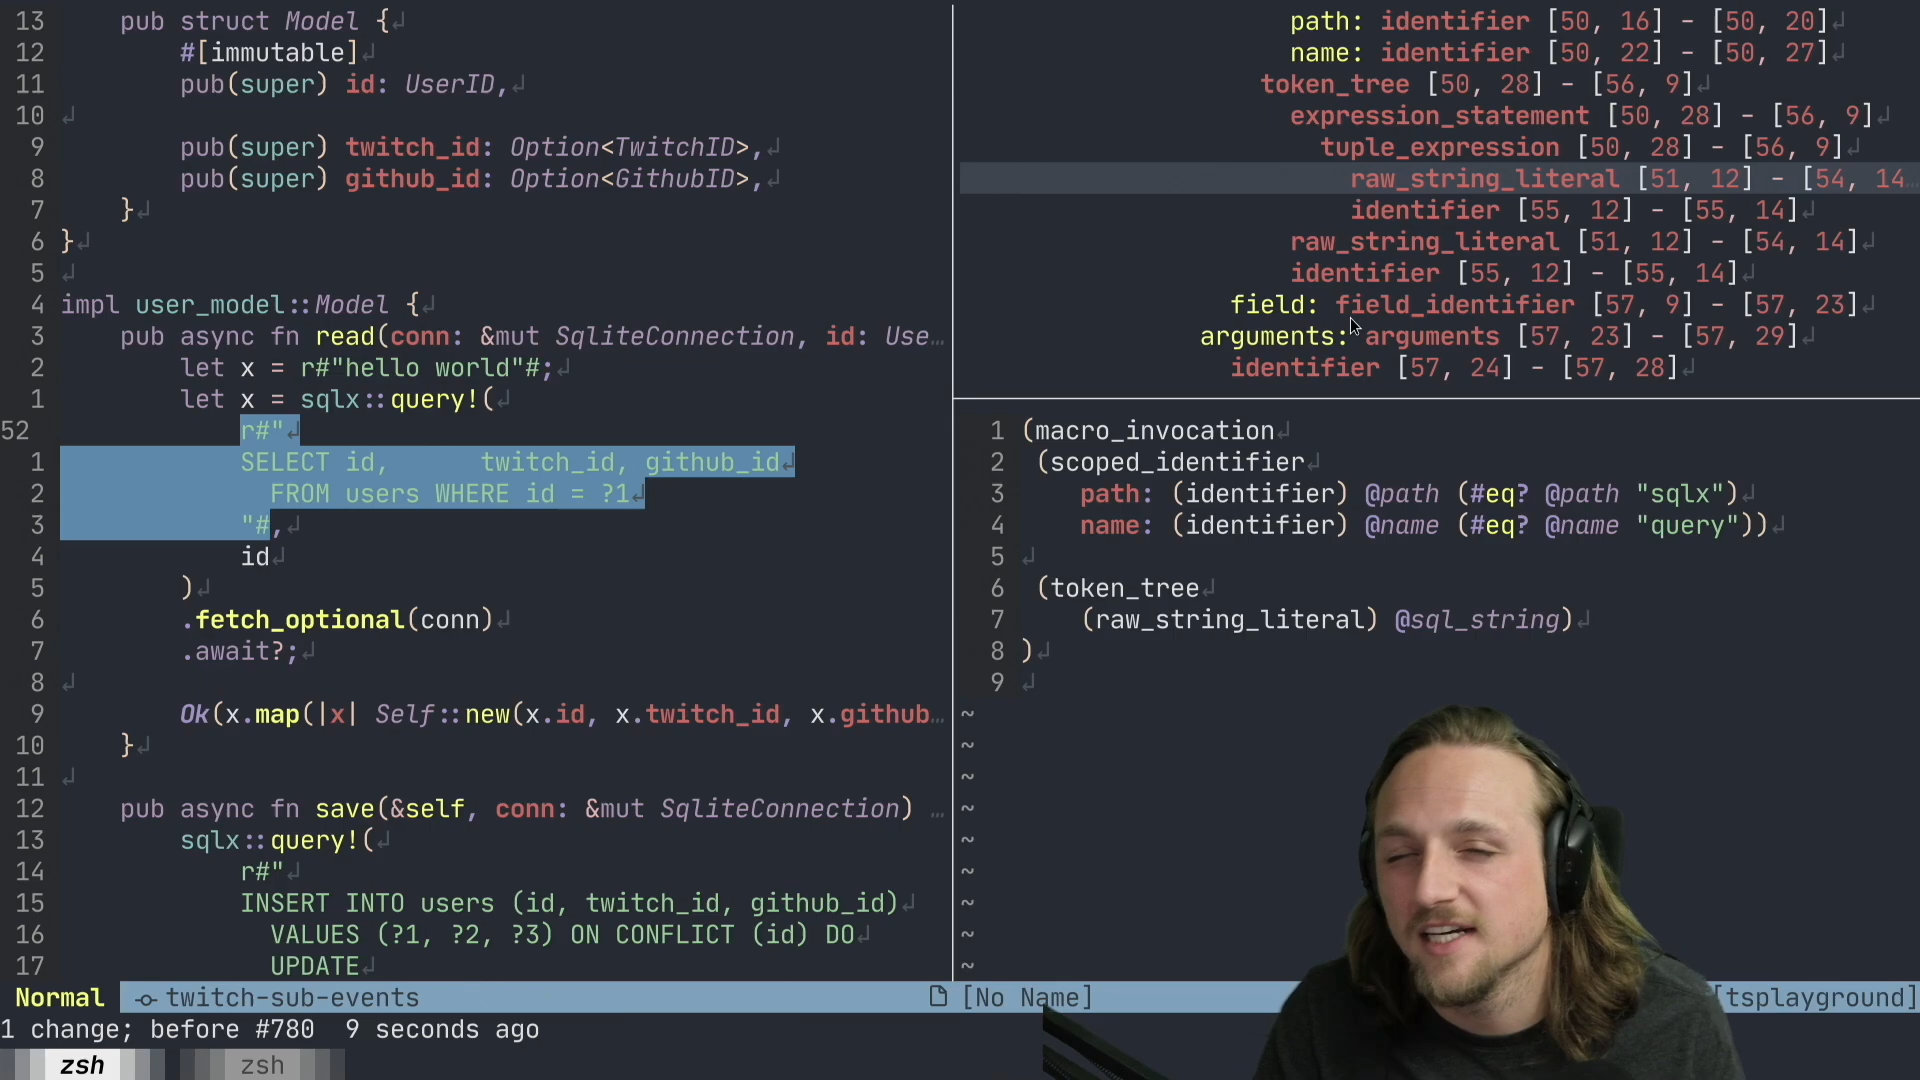 13 pub struct Model {↲
12 #[immutable]↲
11 pub(super) id: UserID,↲
10 ↲
9 pub(super) twitch_id: Option<TwitchID>,↲
8 pub(super) github_id: Option<GithubID>,↲
7 }↲
6 }↲
5 ↲
4 impl user_model::Model {↲
3 pub async fn read(conn: &mut SqliteConnection, id: Use…
2 let x = r#"hello world"#;↲
1 let x = sqlx::query!(↲
52 r#"↲
1 SELECT id,      twitch_id, github_id↲
2 FROM users WHERE id = ?1↲
3 "#,↲
4 id↲
5 )↲
6 .fetch_optional(conn)↲
7 .await?;↲
8 ↲
9 Ok(x.map(|x| Self::new(x.id, x.twitch_id, x.github…
10 }↲
11 ↲
12 pub async fn save(&self, conn: &mut SqliteConnection) …
13 sqlx::query!(↲
14 r#"↲
15 INSERT INTO users (id, twitch_id, github_id)↲
16 VALUES (?1, ?2, ?3) ON CONFLICT (id) DO↲
17 UPDATE↲
path: identifier [50, 16] - [50, 20]↲
name: identifier [50, 22] - [50, 27]↲
token_tree [50, 28] - [56, 9]↲
expression_statement [50, 28] - [56, 9]↲
tuple_expression [50, 28] - [56, 9]↲
raw_string_literal [51, 12] - [54, 14…
identifier [55, 12] - [55, 14]↲
raw_string_literal [51, 12] - [54, 14]↲
identifier [55, 12] - [55, 14]↲
field: field_identifier [57, 9] - [57, 23]↲
arguments: arguments [57, 23] - [57, 29]↲
identifier [57, 24] - [57, 28]↲
1 (macro_invocation↲
2 (scoped_identifier↲
3 path: (identifier) @path (#eq? @path "sqlx")↲
4 name: (identifier) @name (#eq? @name "query"))↲
5 ↲
6 (token_tree↲
7 (raw_string_literal) @sql_string)↲
8 )↲
9 ↲
~
~
~
~
~
~
~
~
~
Normal twitch-sub-events [No Name] [tsplayground]
1 change; before #780  9 seconds ago
zsh zsh